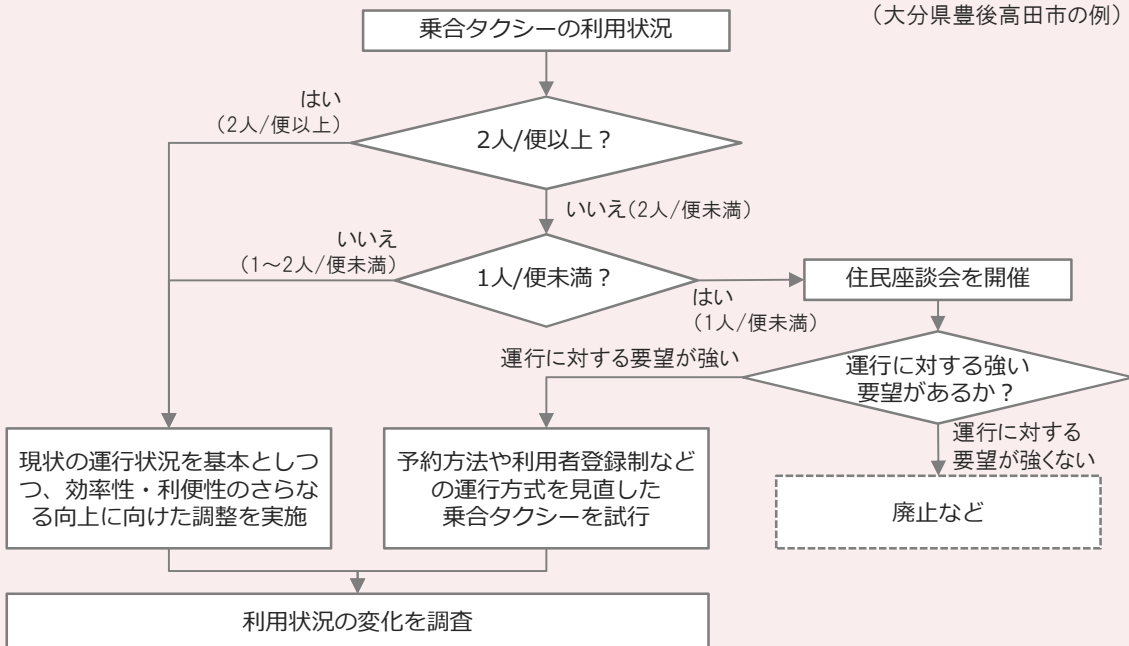 （大分県豊後高田市の例）
乗合タクシーの利用状況
はい
（2人/便以上）
2人/便以上？
いいえ（2人/便未満）
いいえ
（1～2人/便未満）
1人/便未満？
はい
（1人/便未満）
住民座談会を開催
運行に対する要望が強い
運行に対する強い
要望があるか？
運行に対する
要望が強くない
現状の運行状況を基本としつ
つ、効率性・利便性のさらな
る向上に向けた調整を実施
予約方法や利用者登録制など
の運行方式を見直した
乗合タクシーを試行
廃止など
利用状況の変化を調査